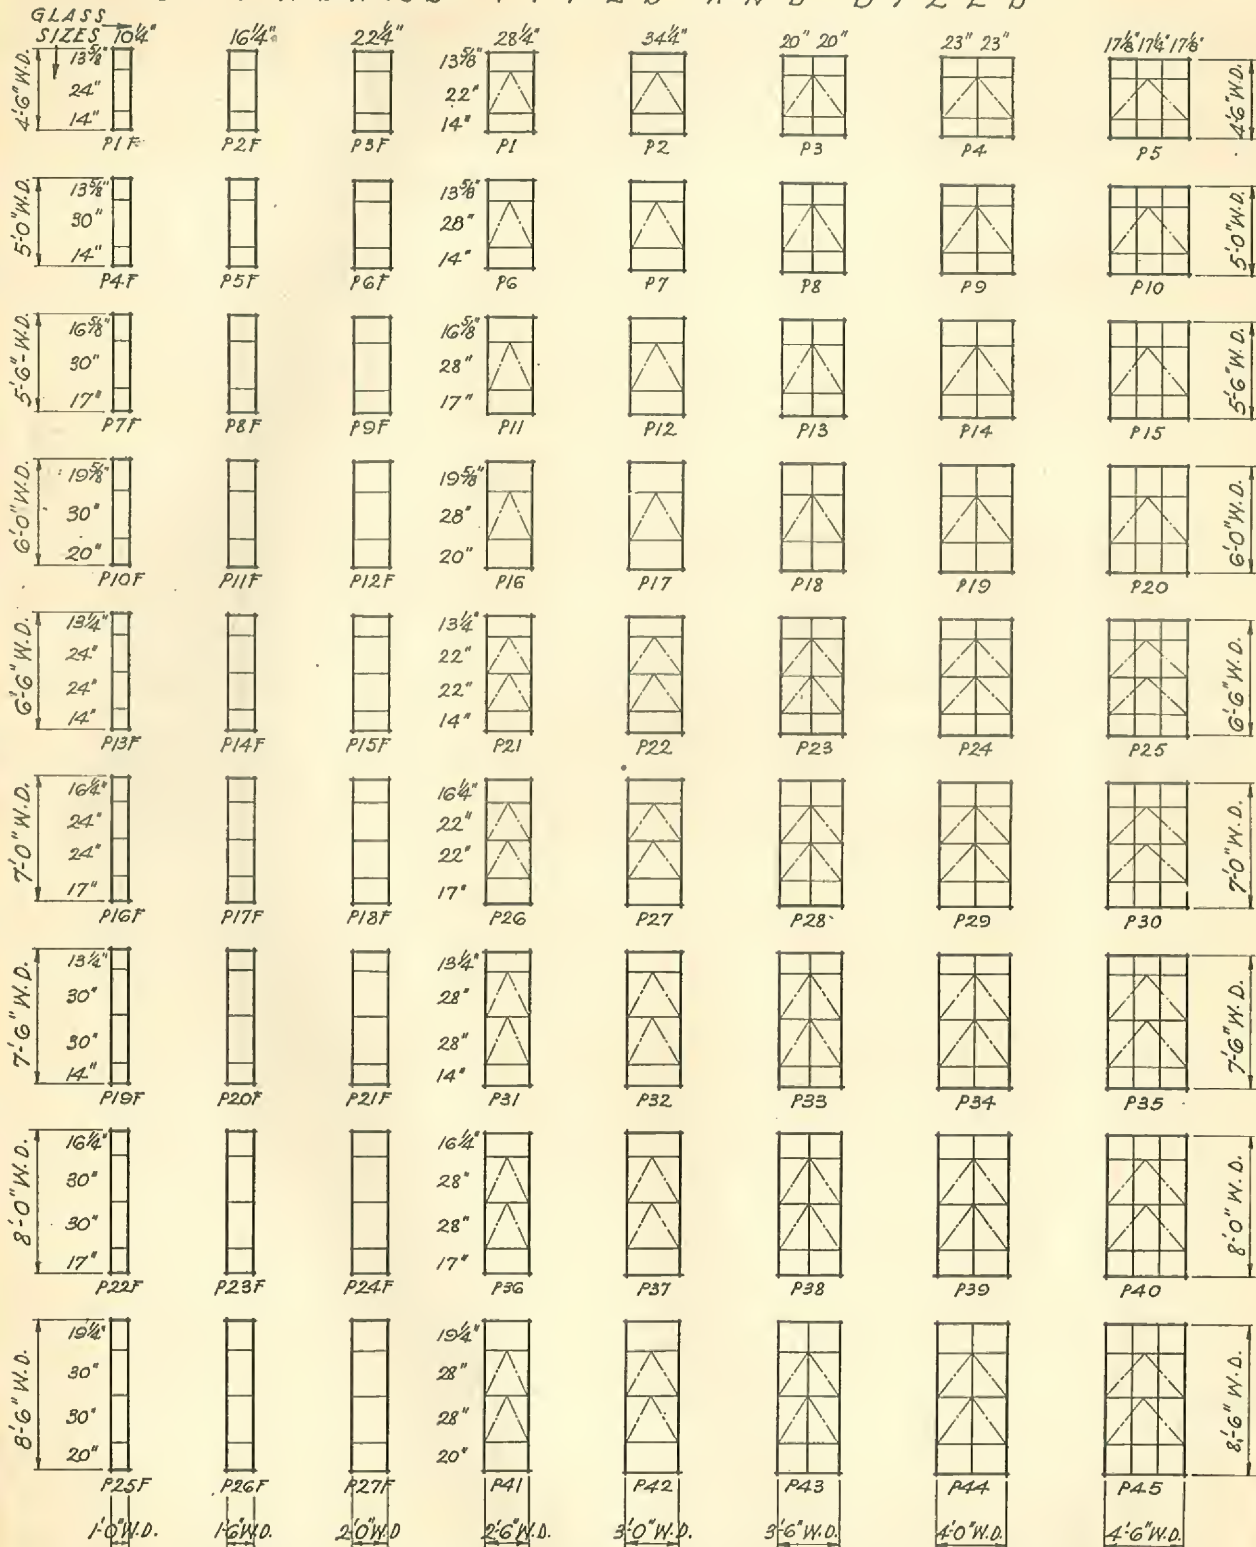 TYPES AND SIZES
GLASS
SIZES 10¼" 16¼" 22¼" 28¼" 34¼" 20" 20" 23" 23" 17⅛" 17¼" 17⅛"
4'-6" W.D. 13⅝" 24" 14" 13⅝" 22" 14" 4'-6" W.D.
P1F P2F P3F P1 P2 P3 P4 P5
5'-0" W.D. 13⅝" 30" 14" 13⅝" 28" 14" 5'-0" W.D.
P4F P5F P6F P6 P7 P8 P9 P10
5'-6" W.D. 16⅝" 30" 17" 16⅝" 28" 17" 5'-6" W.D.
P7F P8F P9F P11 P12 P13 P14 P15
6'-0" W.D. 19⅝" 30" 20" 19⅝" 28" 20" 6'-0" W.D.
P10F P11F P12F P16 P17 P18 P19 P20
6'-6" W.D. 13¼" 24" 24" 14" 13¼" 22" 22" 14" 6'-6" W.D.
P13F P14F P15F P21 P22 P23 P24 P25
7'-0" W.D. 16¼" 24" 24" 17" 16¼" 22" 22" 17" 7'-0" W.D.
P16F P17F P18F P26 P27 P28 P29 P30
7'-6" W.D. 13¼" 30" 30" 14" 13¼" 28" 28" 14" 7'-6" W.D.
P19F P20F P21F P31 P32 P33 P34 P35
8'-0" W.D. 16¼" 30" 30" 17" 16¼" 28" 28" 17" 8'-0" W.D.
P22F P23F P24F P36 P37 P38 P39 P40
8'-6" W.D. 19¼" 30" 30" 20" 19¼" 28" 28" 20" 8'-6" W.D.
P25F P26F P27F P41 P42 P43 P44 P45
1'-0" W.D. 1'-6" W.D. 2'-0" W.D 2'-6" W.D. 3'-0" W.D. 3'-6" W.D. 4'-0" W.D. 4'-6" W.D.